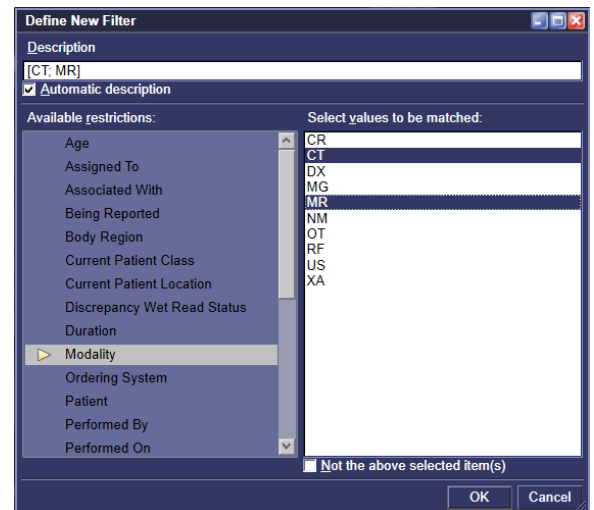 Define New Filter
Description
[CT; MR]
Automatic description
Available restrictions:
Age
Assigned To
Associated With
Being Reported
Body Region
Current Patient Class
Current Patient Location
Discrepancy Wet Read Status
Duration
Modality
Ordering System
Patient
Performed By
Performed On
Select values to be matched:
CR
CT
DX
MG
MR
NM
OT
RF
US
XA
Not the above selected item(s)
OK
Cancel